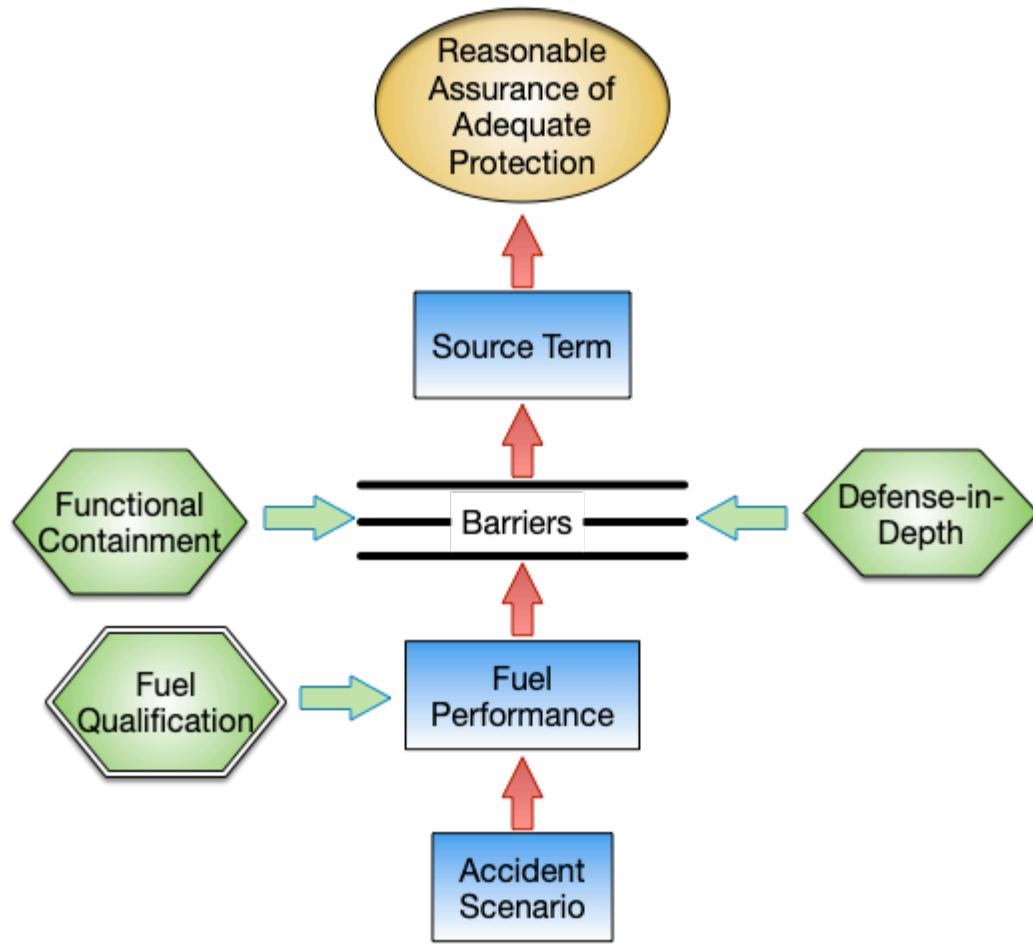 Reasonable
Assurance of
Adequate
Protection
Source Term
Functional
Containment
Barriers
Defense-in-
Depth
Fuel
Qualification
Fuel
Performance
Accident
Scenario